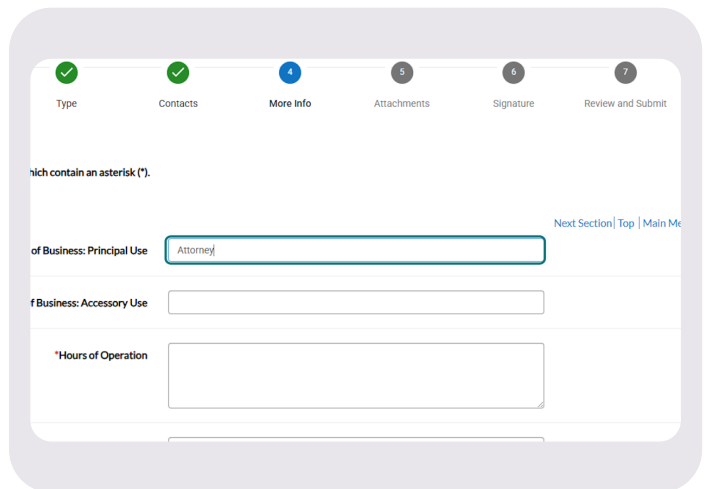 4 5 6 7
Type Contacts More Info Attachments Signature Review and Submit
hich contain an asterisk (*).
Next Section | Top | Main Me
of Business: Principal Use Attorney
f Business: Accessory Use
*Hours of Operation